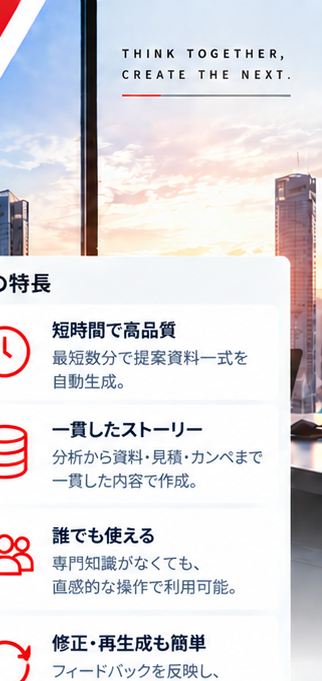 THINK TOGETHER,
CREATE THE NEXT.
の特長
短時間で高品質
最短数分で提案資料一式を
自動生成。
一貫したストーリー
分析から資料・見積・カンペまで
一貫した内容で作成。
誰でも使える
専門知識がなくても、
直感的な操作で利用可能。
修正・再生成も簡単
フィードバックを反映し、